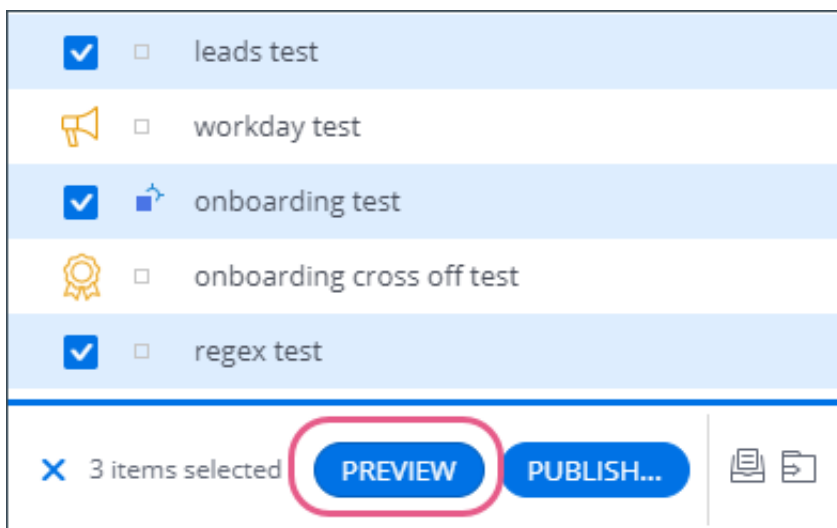 leads test
workday test
onboarding test
onboarding cross off test
regex test
3 items selected PREVIEW PUBLISH...